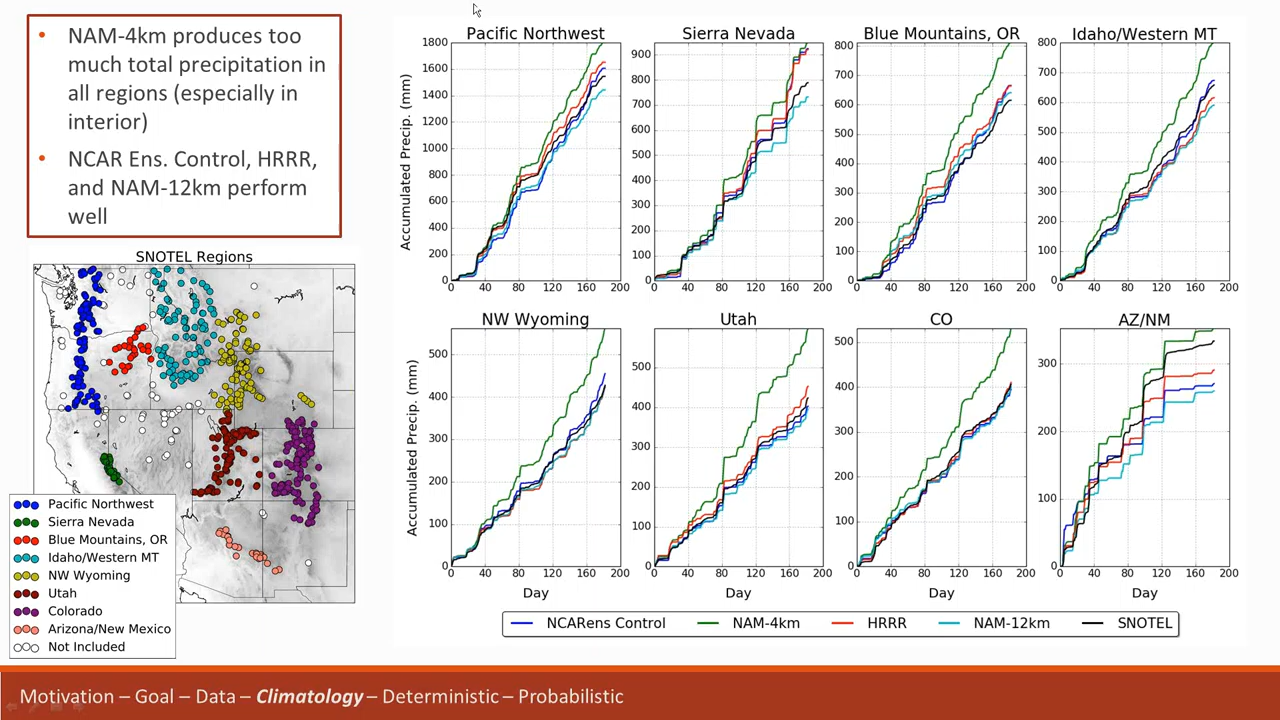 • NAM-4km produces too
much total precipitation in
all regions (especially in
interior)
• NCAR Ens. Control, HRRR,
and NAM-12km perform
well
SNOTEL Regions
Pacific Northwest
Sierra Nevada
Blue Mountains, OR
Idaho/Western MT
NW Wyoming
Utah
Colorado
Arizona/New Mexico
Not Included
Pacific Northwest
Accumulated Precip. (mm)
1800
1600
1400
1200
1000
800
600
400
200
0
0 40 80 120 160 200
Sierra Nevada
900
800
700
600
500
400
300
200
100
0
0 40 80 120 160 200
Blue Mountains, OR
800
700
600
500
400
300
200
100
0
0 40 80 120 160 200
Idaho/Western MT
800
700
600
500
400
300
200
100
0
0 40 80 120 160 200
NW Wyoming
Accumulated Precip. (mm)
500
400
300
200
100
0
0 40 80 120 160 200
Day
Utah
500
400
300
200
100
0
0 40 80 120 160 200
Day
CO
500
400
300
200
100
0
0 40 80 120 160 200
Day
AZ/NM
300
200
100
0
0 40 80 120 160 200
Day
NCARens Control NAM-4km HRRR NAM-12km SNOTEL
Motivation – Goal – Data – Climatology – Deterministic – Probabilistic